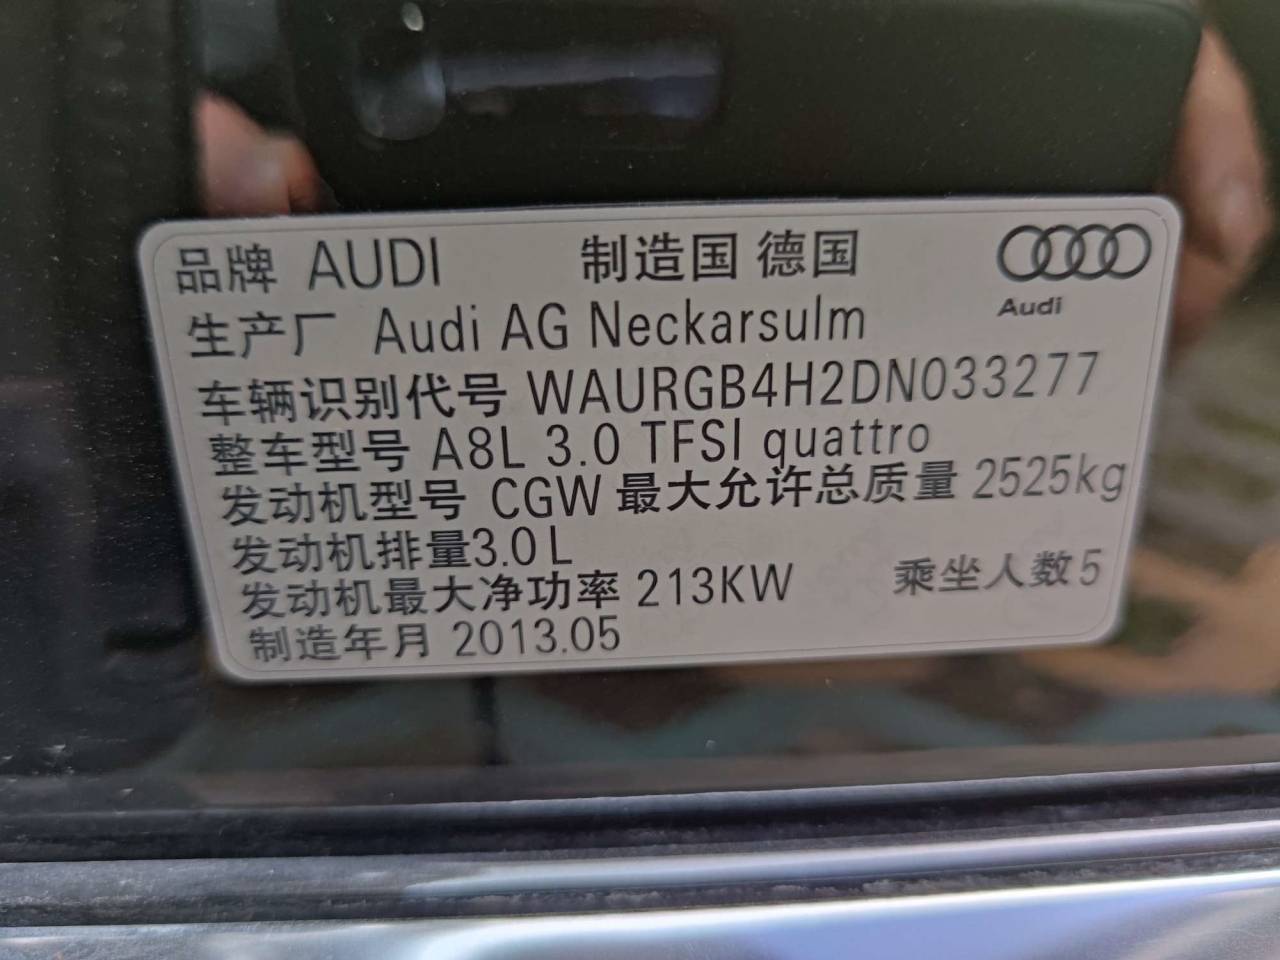 品牌 AUDI 制造国 德国
Audi
生产厂 Audi AG Neckarsulm
车辆识别代号 WAURGB4H2DN033277
整车型号 A8L 3.0 TFSI quattro
发动机型号 CGW 最大允许总质量 2525kg
发动机排量3.0L
发动机最大净功率 213KW 乘坐人数5
制造年月 2013.05